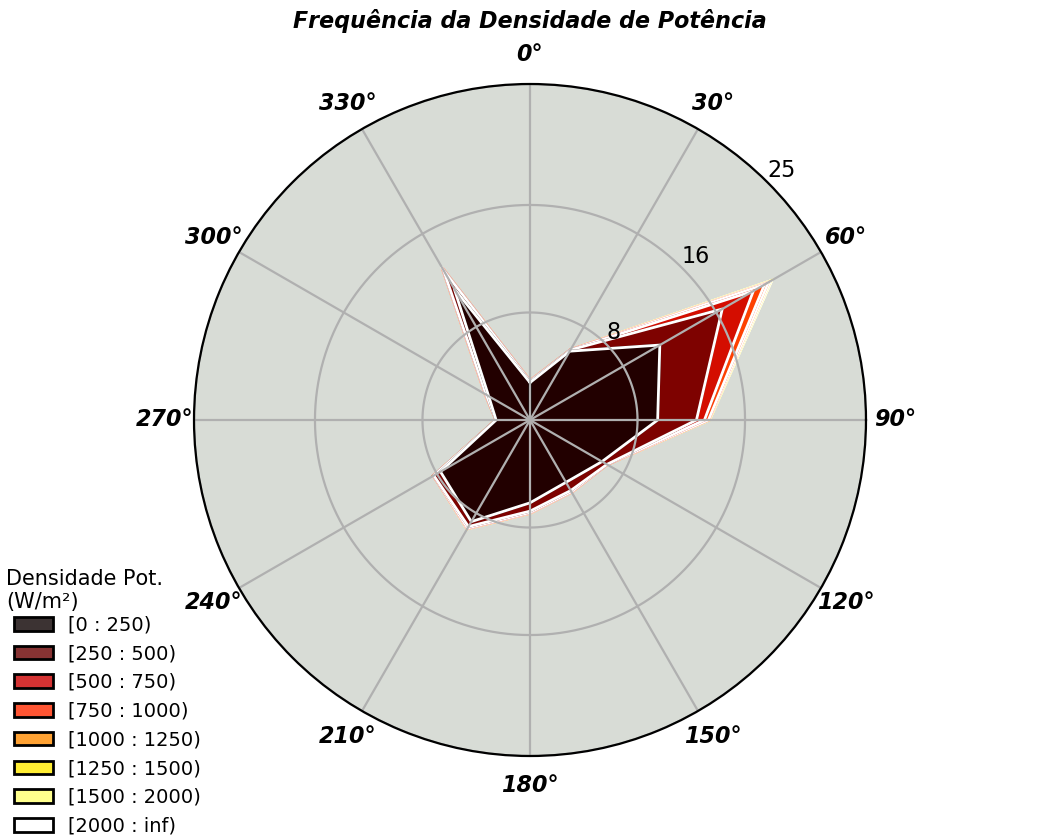 Frequência da Densidade de Potência
0°
330°
30°
25
300°
60°
16
8
270°
90°
240°
120°
210°
150°
180°
Densidade Pot.
(W/m²)
[0 : 250)
[250 : 500)
[500 : 750)
[750 : 1000)
[1000 : 1250)
[1250 : 1500)
[1500 : 2000)
[2000 : inf)